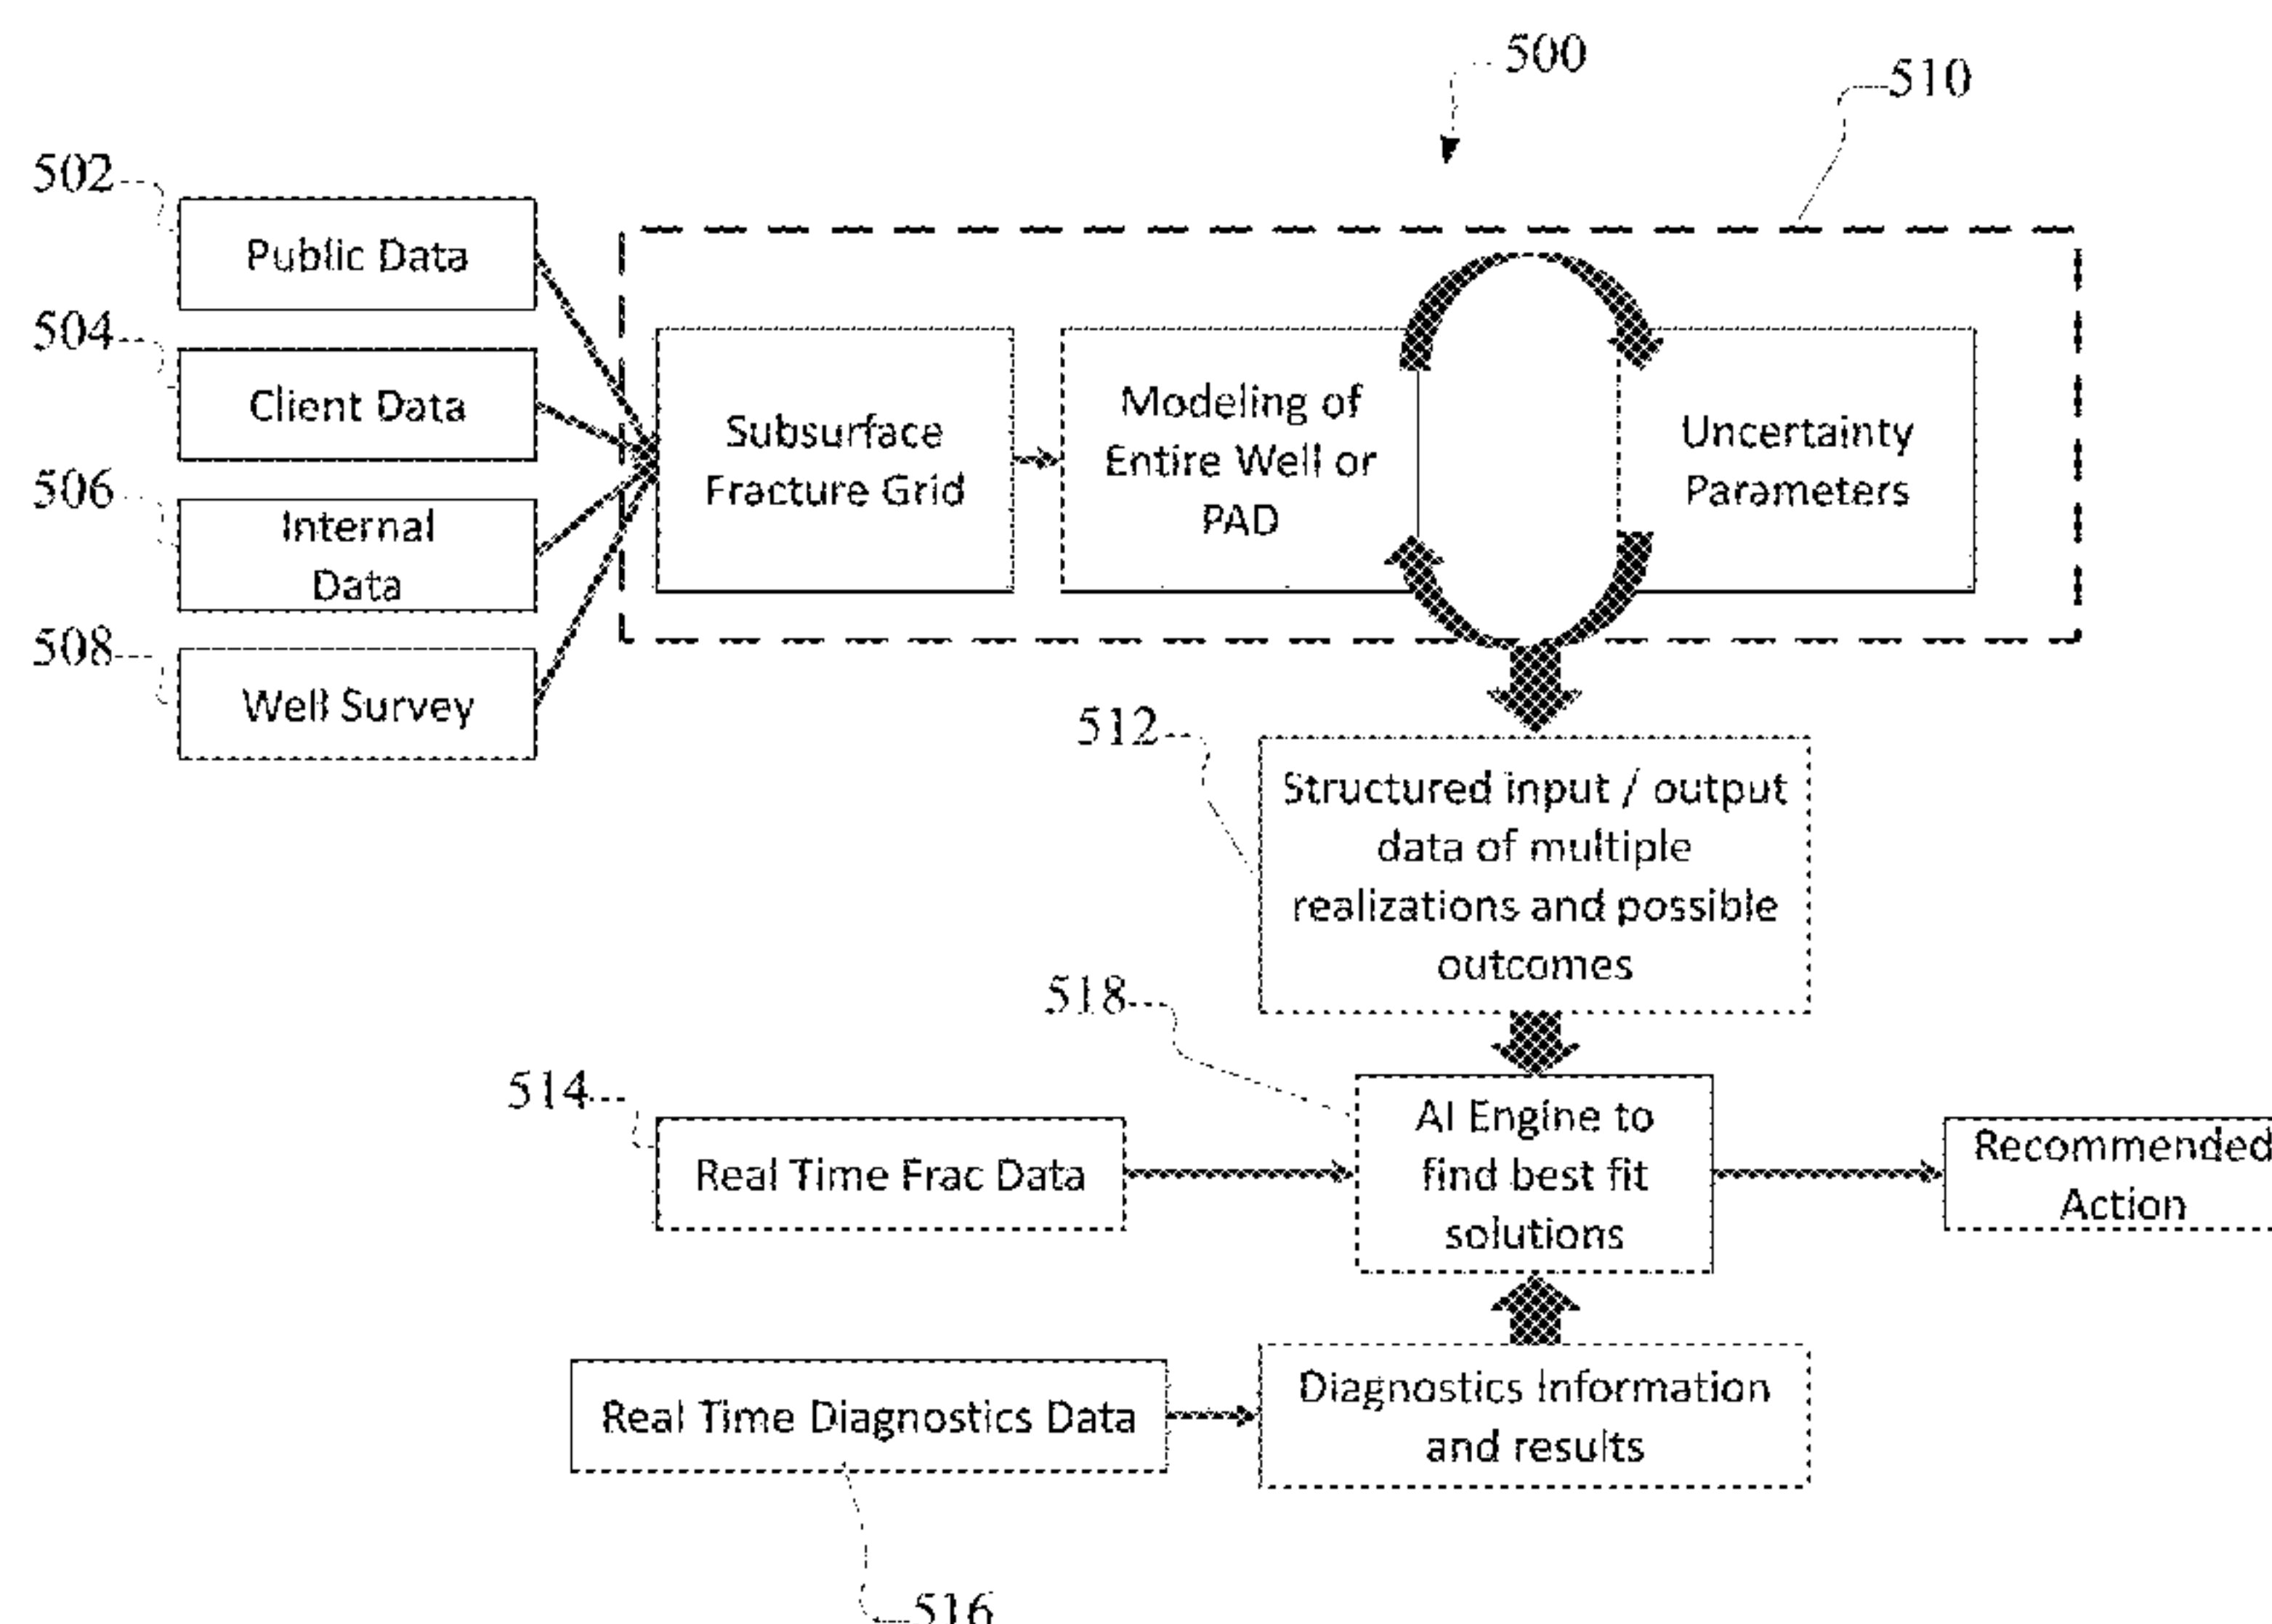 500
510
502
Public Data
504
Client Data
506
Internal
Data
508
Well Survey
Subsurface
Fracture Grid
Modeling of
Entire Well or
PAD
Uncertainty
Parameters
512
Structured input / output
data of multiple
realizations and possible
outcomes
518
AI Engine to
find best fit
solutions
514
Real Time Frac Data
Recommended
Action
Real Time Diagnostics Data
Diagnostics Information
and results
516